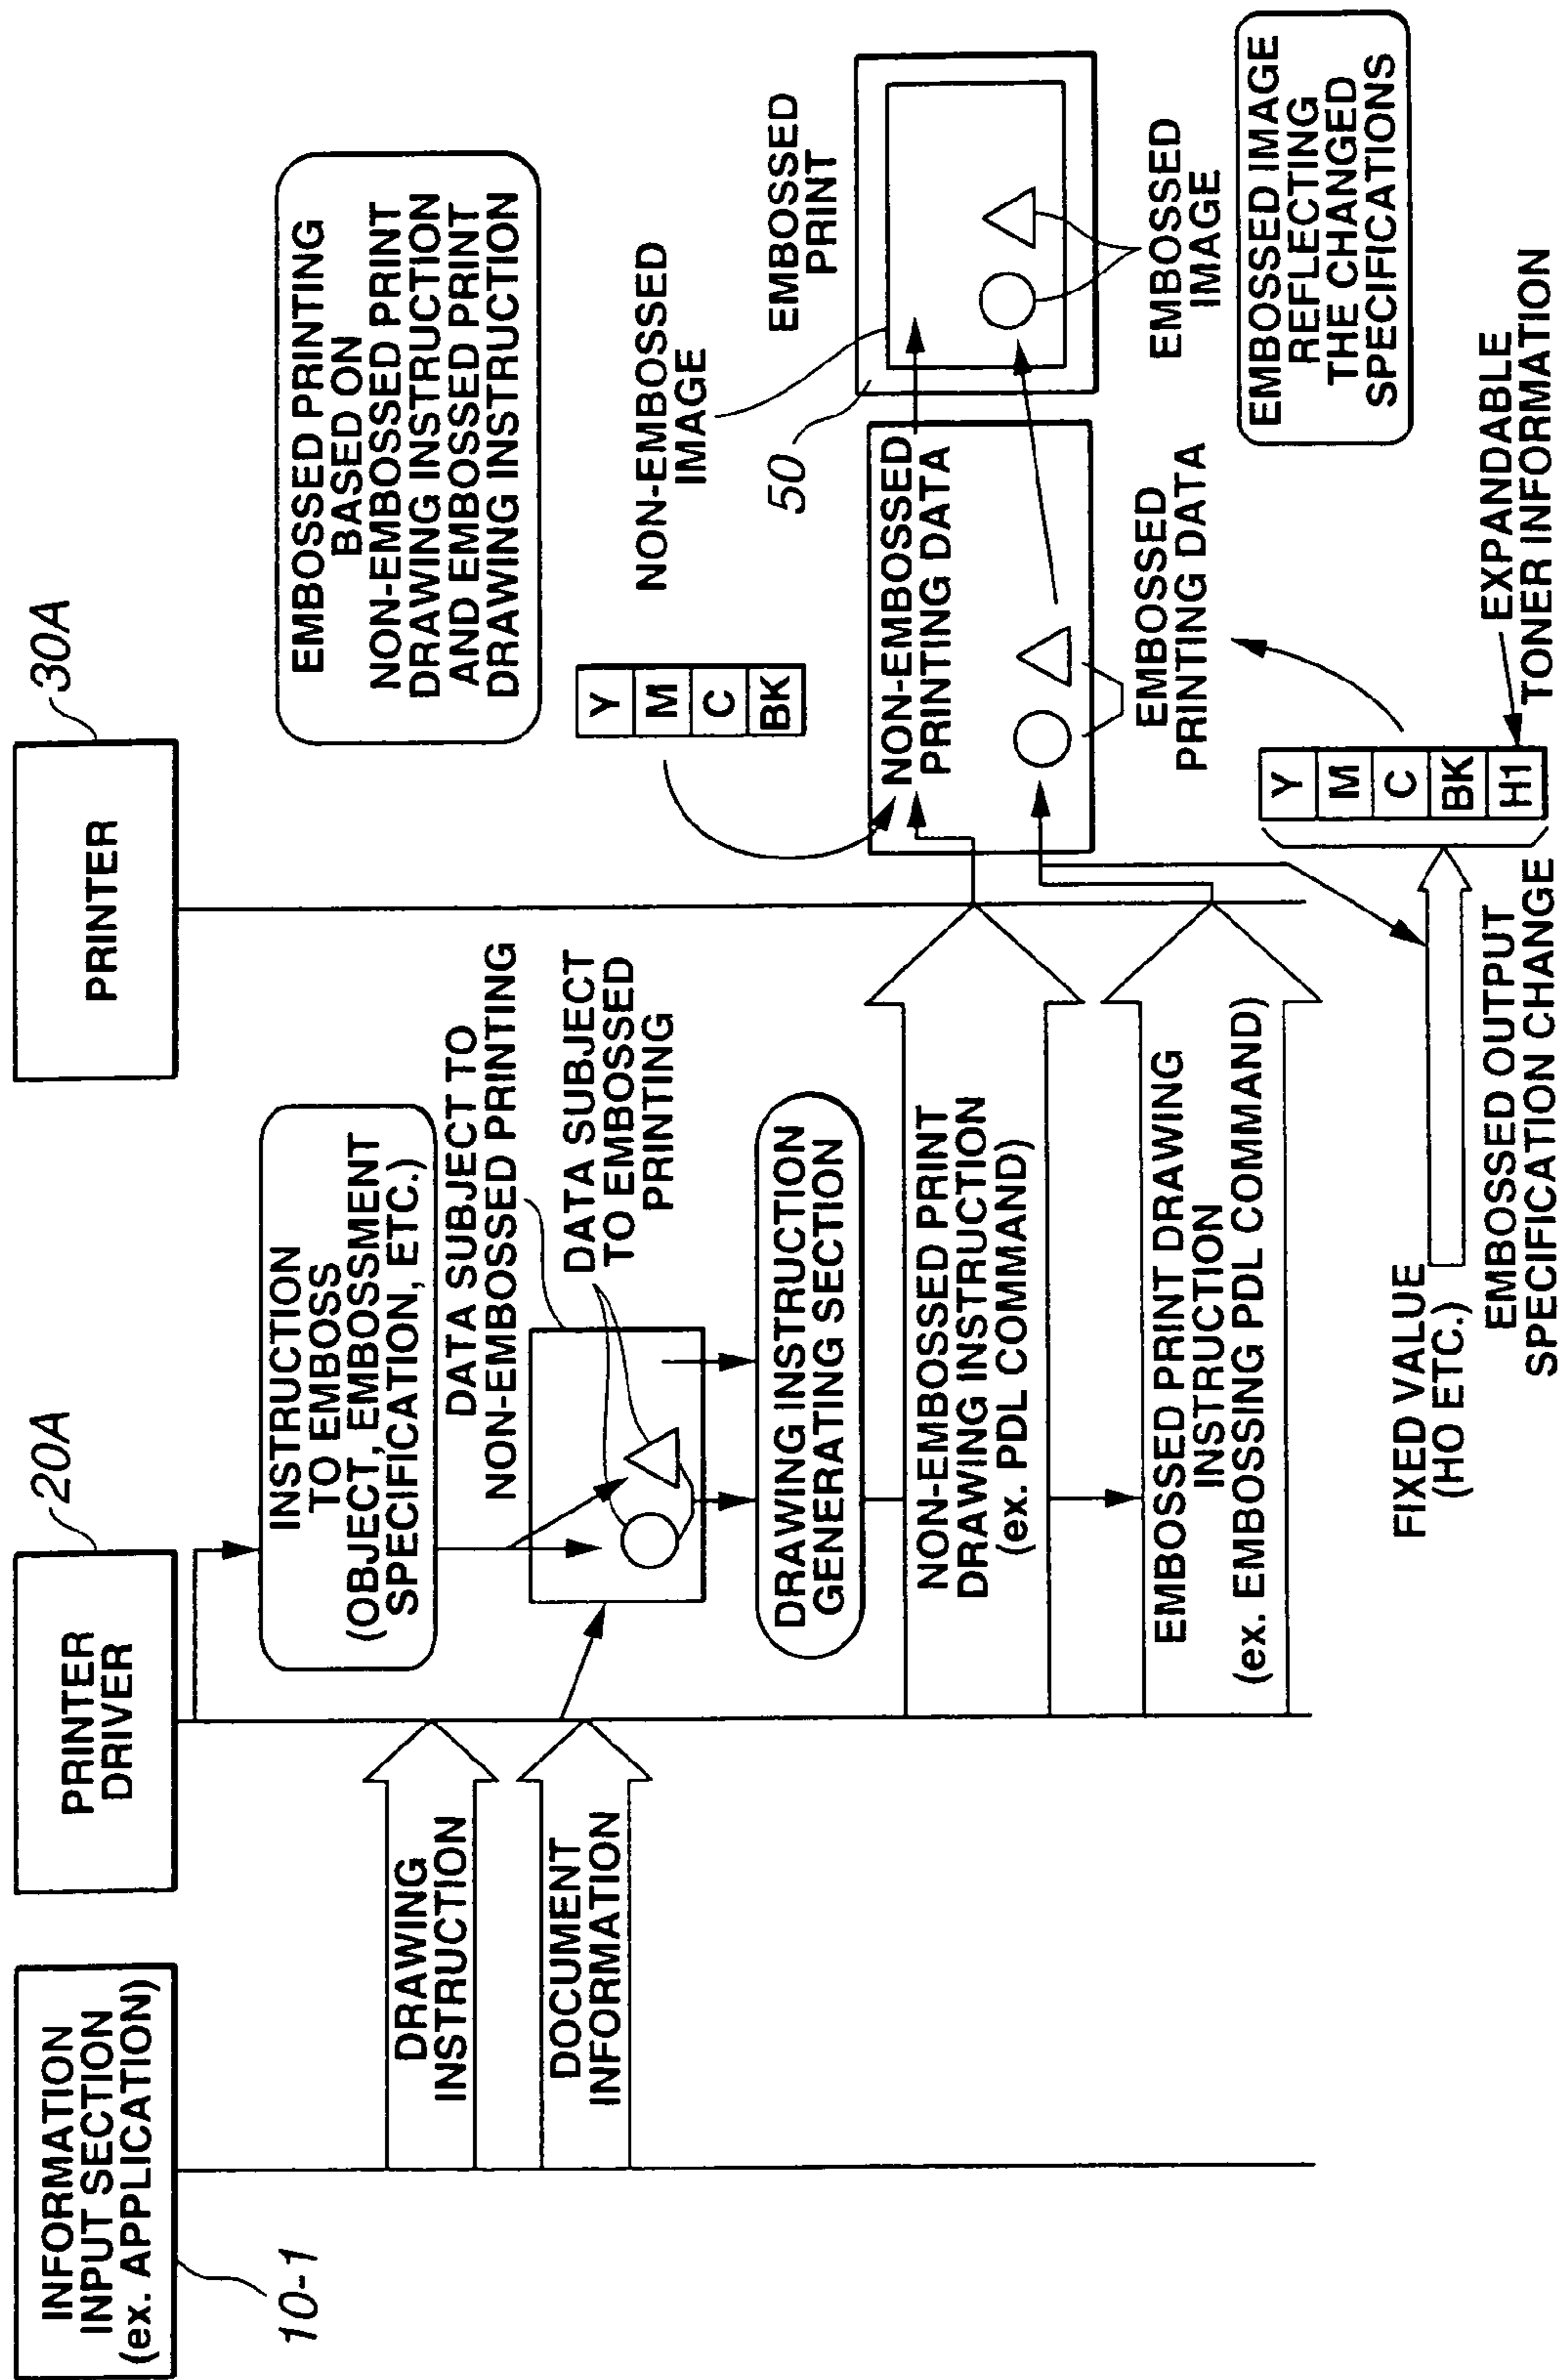 INFORMATION
INPUT SECTION
(ex. APPLICATION)
10-1
PRINTER
DRIVER
20A
PRINTER
30A
DRAWING
INSTRUCTION
DOCUMENT
INFORMATION
INSTRUCTION
TO EMBOSS
(OBJECT, EMBOSSMENT
SPECIFICATION, ETC.)
DATA SUBJECT TO
NON-EMBOSSED PRINTING
DATA SUBJECT
TO EMBOSSED
PRINTING
DRAWING INSTRUCTION
GENERATING SECTION
NON-EMBOSSED PRINT
DRAWING INSTRUCTION
(ex. PDL COMMAND)
EMBOSSED PRINT DRAWING
INSTRUCTION
(ex. EMBOSSING PDL COMMAND)
FIXED VALUE
(HO ETC.)
EMBOSSED OUTPUT
SPECIFICATION CHANGE
EMBOSSED PRINTING
BASED ON
NON-EMBOSSED PRINT
DRAWING INSTRUCTION
AND EMBOSSED PRINT
DRAWING INSTRUCTION
Y
M
C
BK
NON-EMBOSSED
IMAGE
NON-EMBOSSED
PRINTING DATA
EMBOSSED
PRINTING DATA
Y
M
C
BK
H1
EXPANDABLE
TONER INFORMATION
50
EMBOSSED
PRINT
EMBOSSED
IMAGE
EMBOSSED IMAGE
REFLECTING
THE CHANGED
SPECIFICATIONS